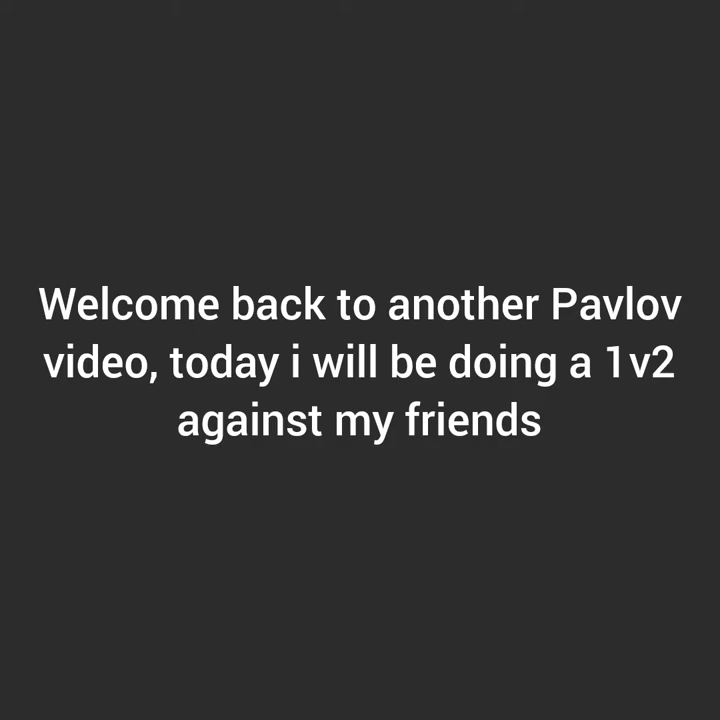 Welcome back to another Pavlov
video, today i will be doing a 1v2
against my friends